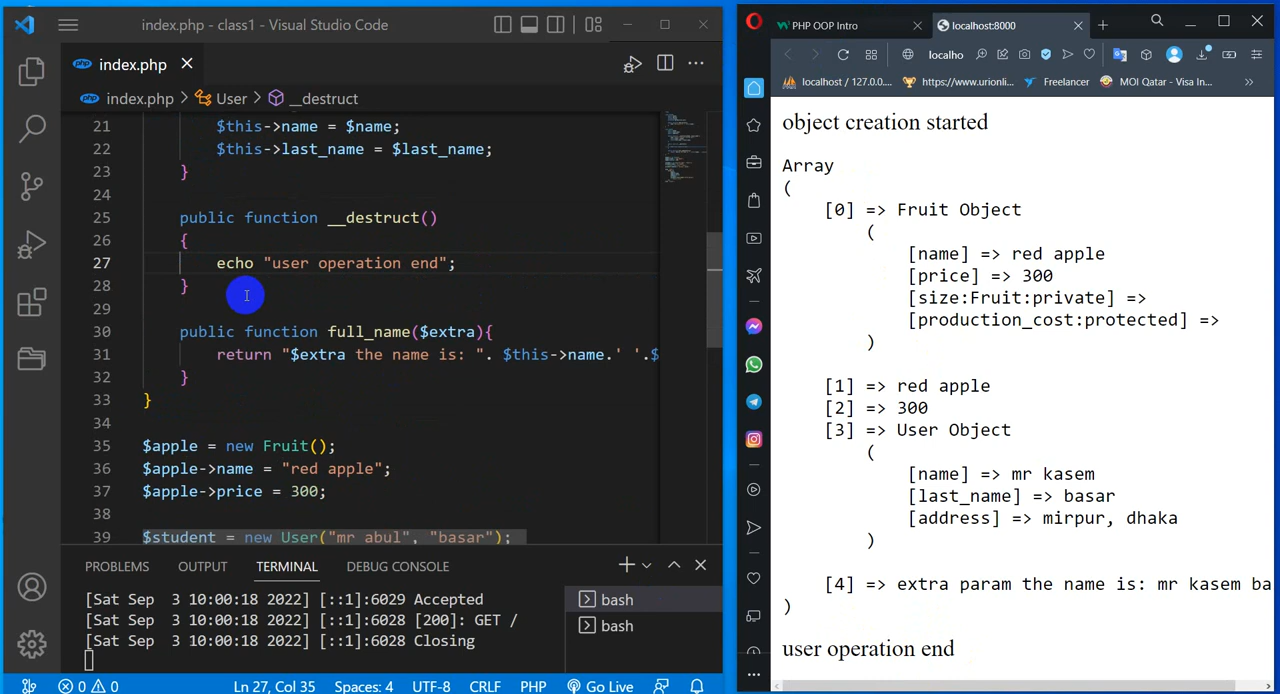 index.php - class1 - Visual Studio Code
index.php
index.php > User > __destruct
21 $this->name = $name;
22 $this->last_name = $last_name;
23 }
24
25 public function __destruct()
26 {
27 echo "user operation end";
28 }
29
30 public function full_name($extra){
31 return "$extra the name is: ". $this->name.' '.$
32 }
33 }
34
35 $apple = new Fruit();
36 $apple->name = "red apple";
37 $apple->price = 300;
38
39 $student = new User("mr abul", "basar");
PROBLEMS OUTPUT TERMINAL DEBUG CONSOLE
[Sat Sep 3 10:00:18 2022] [::1]:6029 Accepted
[Sat Sep 3 10:00:18 2022] [::1]:6028 [200]: GET /
[Sat Sep 3 10:00:18 2022] [::1]:6028 Closing
bash
bash
0 0 Ln 27, Col 35 Spaces: 4 UTF-8 CRLF PHP Go Live
PHP OOP Intro localhost:8000
localho
localhost / 127.0.0.... https://www.urionli... Freelancer MOI Qatar - Visa In...
object creation started
Array
(
[0] => Fruit Object
(
[name] => red apple
[price] => 300
[size:Fruit:private] =>
[production_cost:protected] =>
)
[1] => red apple
[2] => 300
[3] => User Object
(
[name] => mr kasem
[last_name] => basar
[address] => mirpur, dhaka
)
[4] => extra param the name is: mr kasem ba
)
user operation end